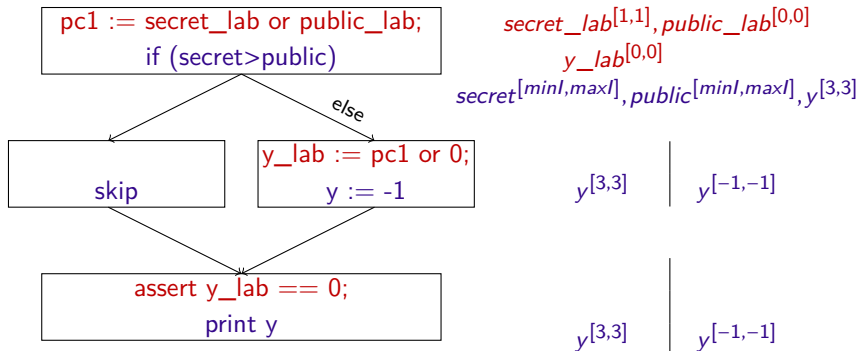 pc1 := secret_lab or public_lab;
if (secret>public)
secret_lab[1,1], public_lab[0,0]
y_lab[0,0]
secret[minI,maxI], public[minI,maxI], y[3,3]
else
skip
y_lab := pc1 or 0;
y := -1
y[3,3] y[−1,−1]
assert y_lab == 0;
print y
y[3,3] y[−1,−1]